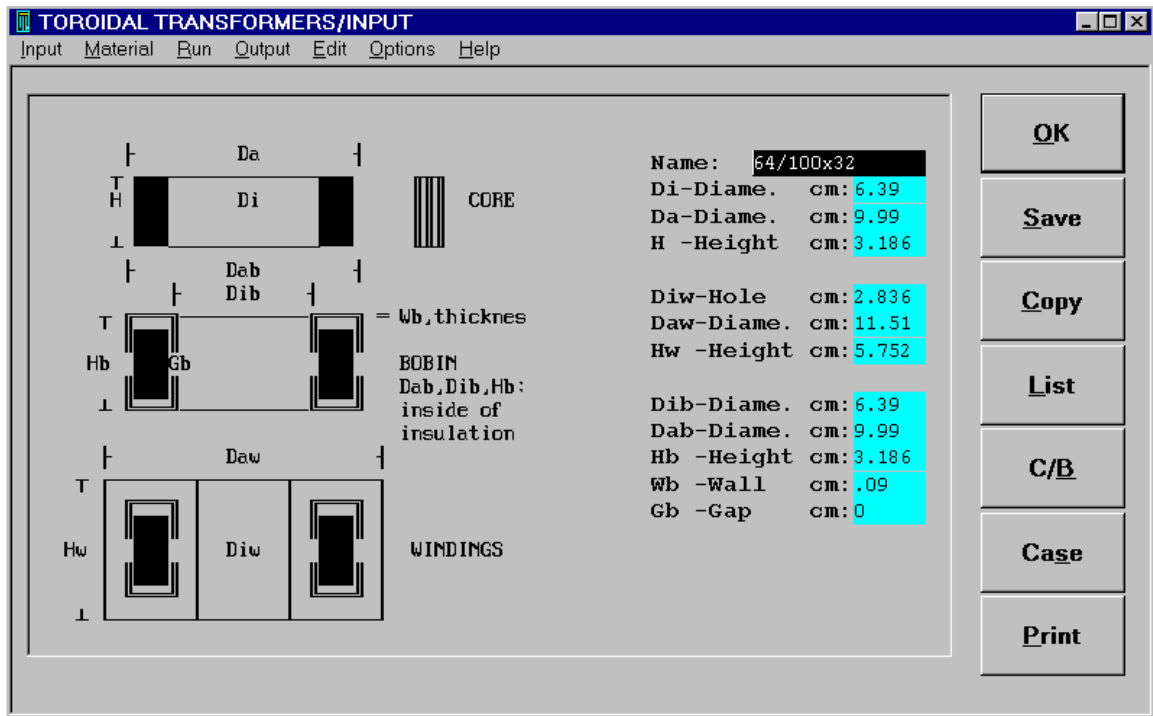 TOROIDAL TRANSFORMERS/INPUT
Input Material Run Output Edit Options Help
Da
H
Di
CORE
Dab
Dib
= Wb,thicknes
Hb
Gb
BOBIN
Dab,Dib,Hb:
inside of
insulation
Daw
Hw
Diw
WINDINGS
Name: 64/100x32
Di-Diame. cm: 6.39
Da-Diame. cm: 9.99
H -Height cm: 3.186
Diw-Hole cm: 2.836
Daw-Diame. cm: 11.51
Hw -Height cm: 5.752
Dib-Diame. cm: 6.39
Dab-Diame. cm: 9.99
Hb -Height cm: 3.186
Wb -Wall cm: .09
Gb -Gap cm: 0
OK
Save
Copy
List
C/B
Case
Print